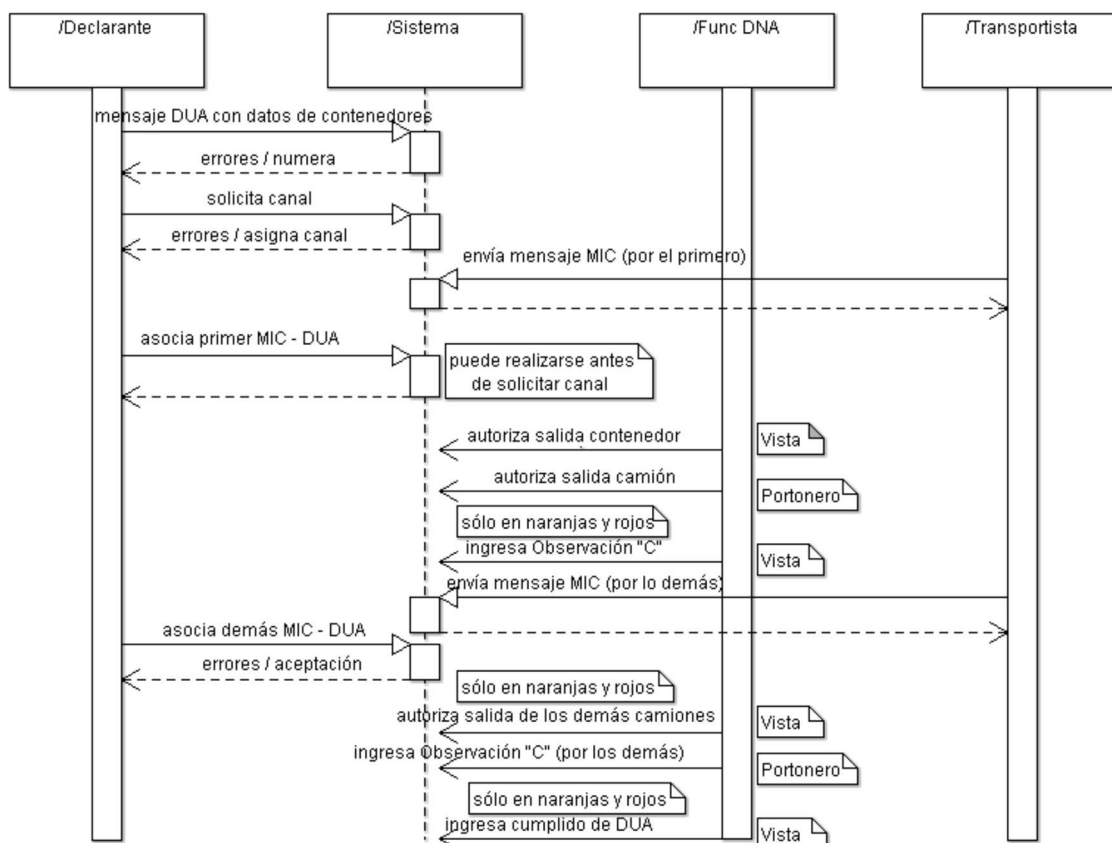 /Declarante
/Sistema
/Func DNA
/Transportista
mensaje DUA con datos de contenedores
errores / numera
solicita canal
errores / asigna canal
envía mensaje MIC (por el primero)
asocia primer MIC - DUA
puede realizarse antes
de solicitar canal
autoriza salida contenedor
Vista
autoriza salida camión
Portonero
sólo en naranjas y rojos
ingresa Observación "C"
Vista
envía mensaje MIC (por lo demás)
asocia demás MIC - DUA
errores / aceptación
sólo en naranjas y rojos
autoriza salida de los demás camiones
Vista
ingresa Observación "C" (por los demás)
Portonero
sólo en naranjas y rojos
ingresa cumplido de DUA
Vista